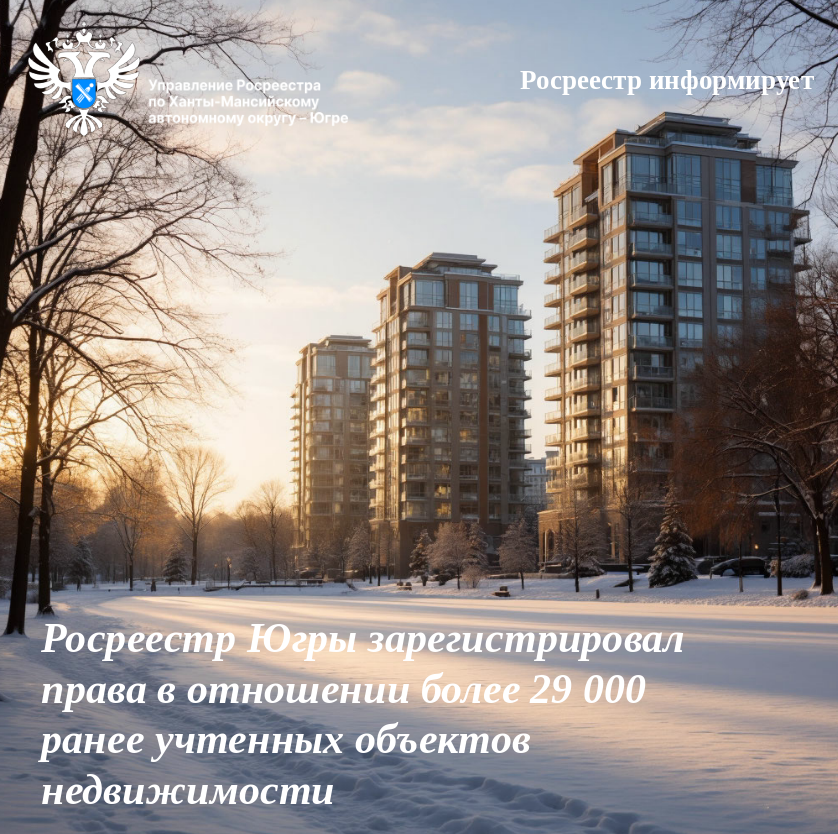 Управление Росреестра
по Ханты-Мансийскому
автономному округу – Югре
Росреестр информирует
Росреестр Югры зарегистрировал
права в отношении более 29 000
ранее учтенных объектов
недвижимости